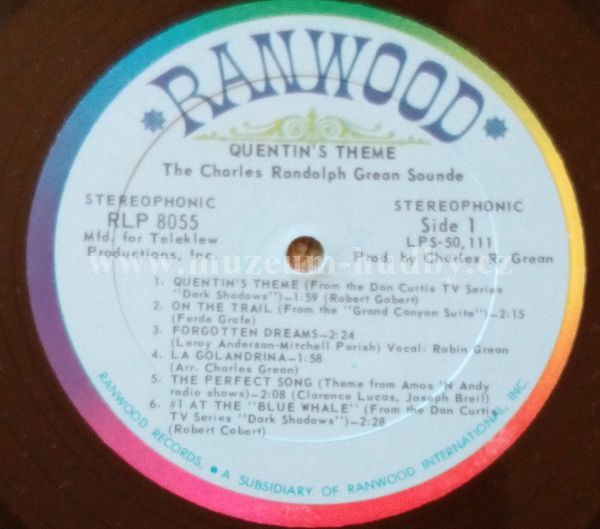 RANWOOD
QUENTIN'S THEME
The Charles Randolph Grean Sounde
STEREOPHONIC
RLP 8055
Mfd. for Teleklew
Productions, Inc.
STEREOPHONIC
Side 1
LPS-50,111
Prod. by Charles R. Grean
www.muzeum-hudby.cz
1. QUENTIN'S THEME (From the Dan Curtis TV Series
"Dark Shadows")—1:59 (Robert Gobert)
2. ON THE TRAIL (From the "Grand Canyon Suite")—2:15
(Ferde Grofe)
3. FORGOTTEN DREAMS—2:24
(Leroy Anderson-Mitchell Parish) Vocal: Robin Grean
4. LA GOLANDRINA—1:58
(Arr. Charles Grean)
5. THE PERFECT SONG (Theme from Amos 'N Andy
radio shows)—2:08 (Clarence Lucas, Joseph Breil)
6. #1 AT THE "BLUE WHALE" (From the Dan Curtis
TV Series "Dark Shadows")—2:28
(Robert Cobert)
RANWOOD RECORDS, • A SUBSIDIARY OF RANWOOD INTERNATIONAL, INC.